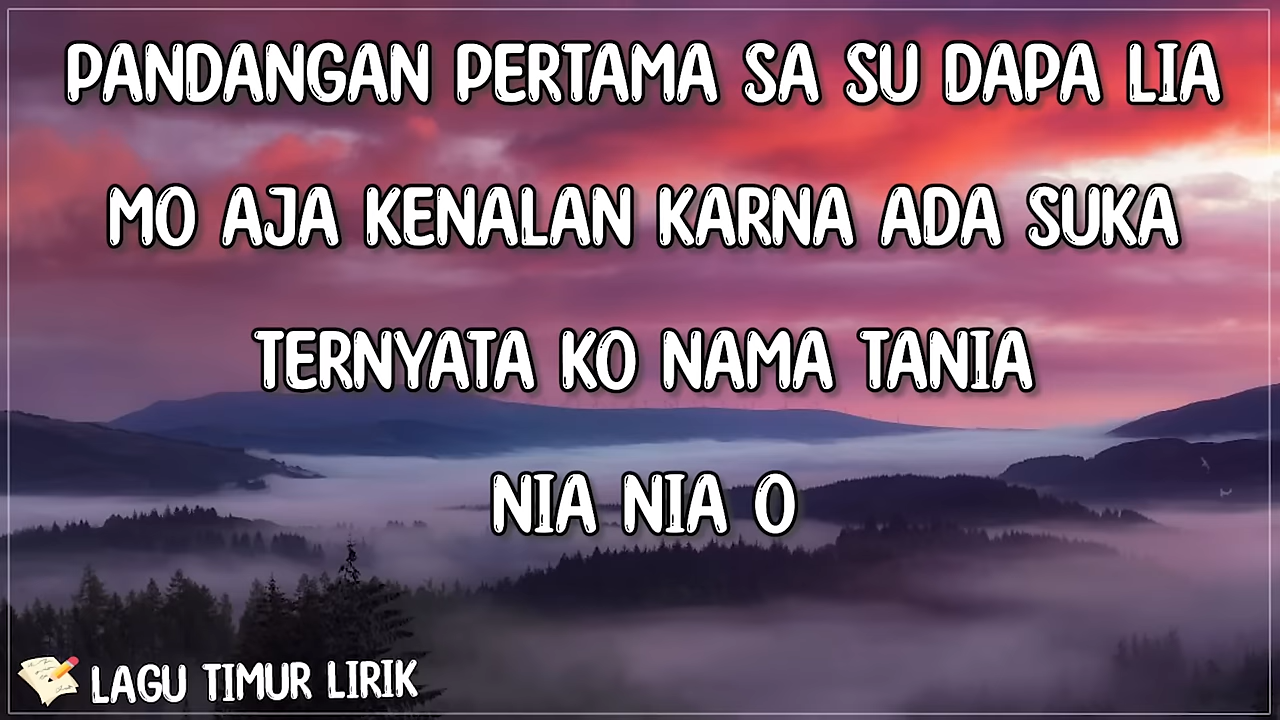 PANDANGAN PERTAMA SA SU DAPA LIA
MO AJA KENALAN KARNA ADA SUKA
TERNYATA KO NAMA TANIA
NIA NIA O
LAGU TIMUR LIRIK